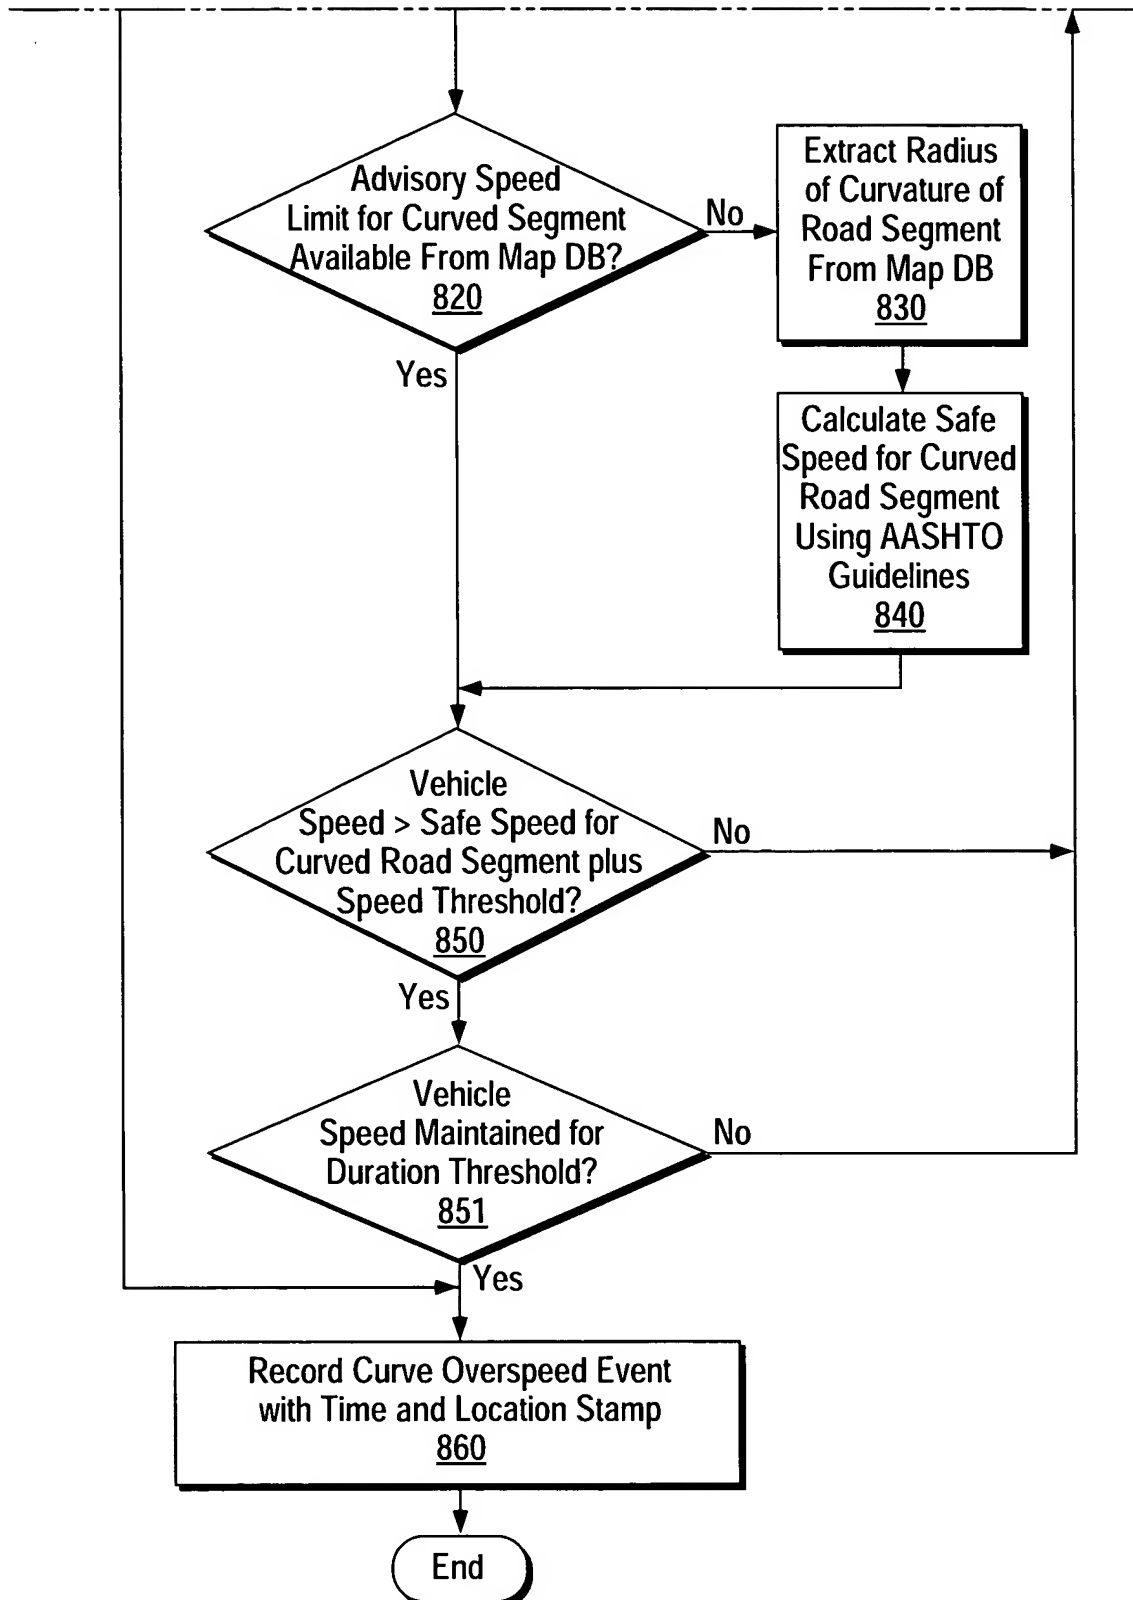 Advisory Speed
Limit for Curved Segment
Available From Map DB?
820
No
Extract Radius
of Curvature of
Road Segment
From Map DB
830
Yes
Calculate Safe
Speed for Curved
Road Segment
Using AASHTO
Guidelines
840
Vehicle
Speed > Safe Speed for
Curved Road Segment plus
Speed Threshold?
850
No
Yes
Vehicle
Speed Maintained for
Duration Threshold?
851
No
Yes
Record Curve Overspeed Event
with Time and Location Stamp
860
End